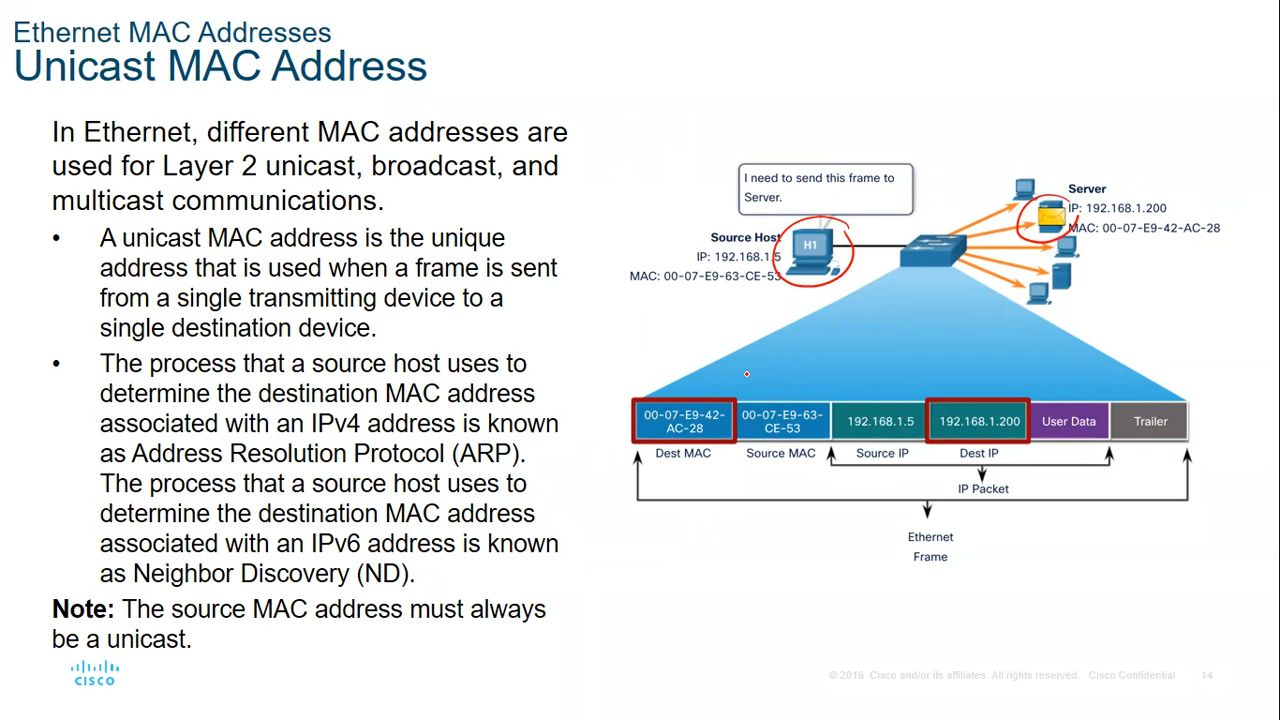 Ethernet MAC Addresses
Unicast MAC Address
In Ethernet, different MAC addresses are
used for Layer 2 unicast, broadcast, and
multicast communications.
• A unicast MAC address is the unique
address that is used when a frame is sent
from a single transmitting device to a
single destination device.
• The process that a source host uses to
determine the destination MAC address
associated with an IPv4 address is known
as Address Resolution Protocol (ARP).
The process that a source host uses to
determine the destination MAC address
associated with an IPv6 address is known
as Neighbor Discovery (ND).
Note: The source MAC address must always
be a unicast.
I need to send this frame to
Server.
Source Host
IP: 192.168.1.5
MAC: 00-07-E9-63-CE-53
H1
Server
IP: 192.168.1.200
MAC: 00-07-E9-42-AC-28
00-07-E9-42-
AC-28
00-07-E9-63-
CE-53
192.168.1.5
192.168.1.200
User Data
Trailer
Dest MAC
Source MAC
Source IP
Dest IP
IP Packet
Ethernet
Frame
CISCO
© 2016 Cisco and/or its affiliates. All rights reserved. Cisco Confidential
14